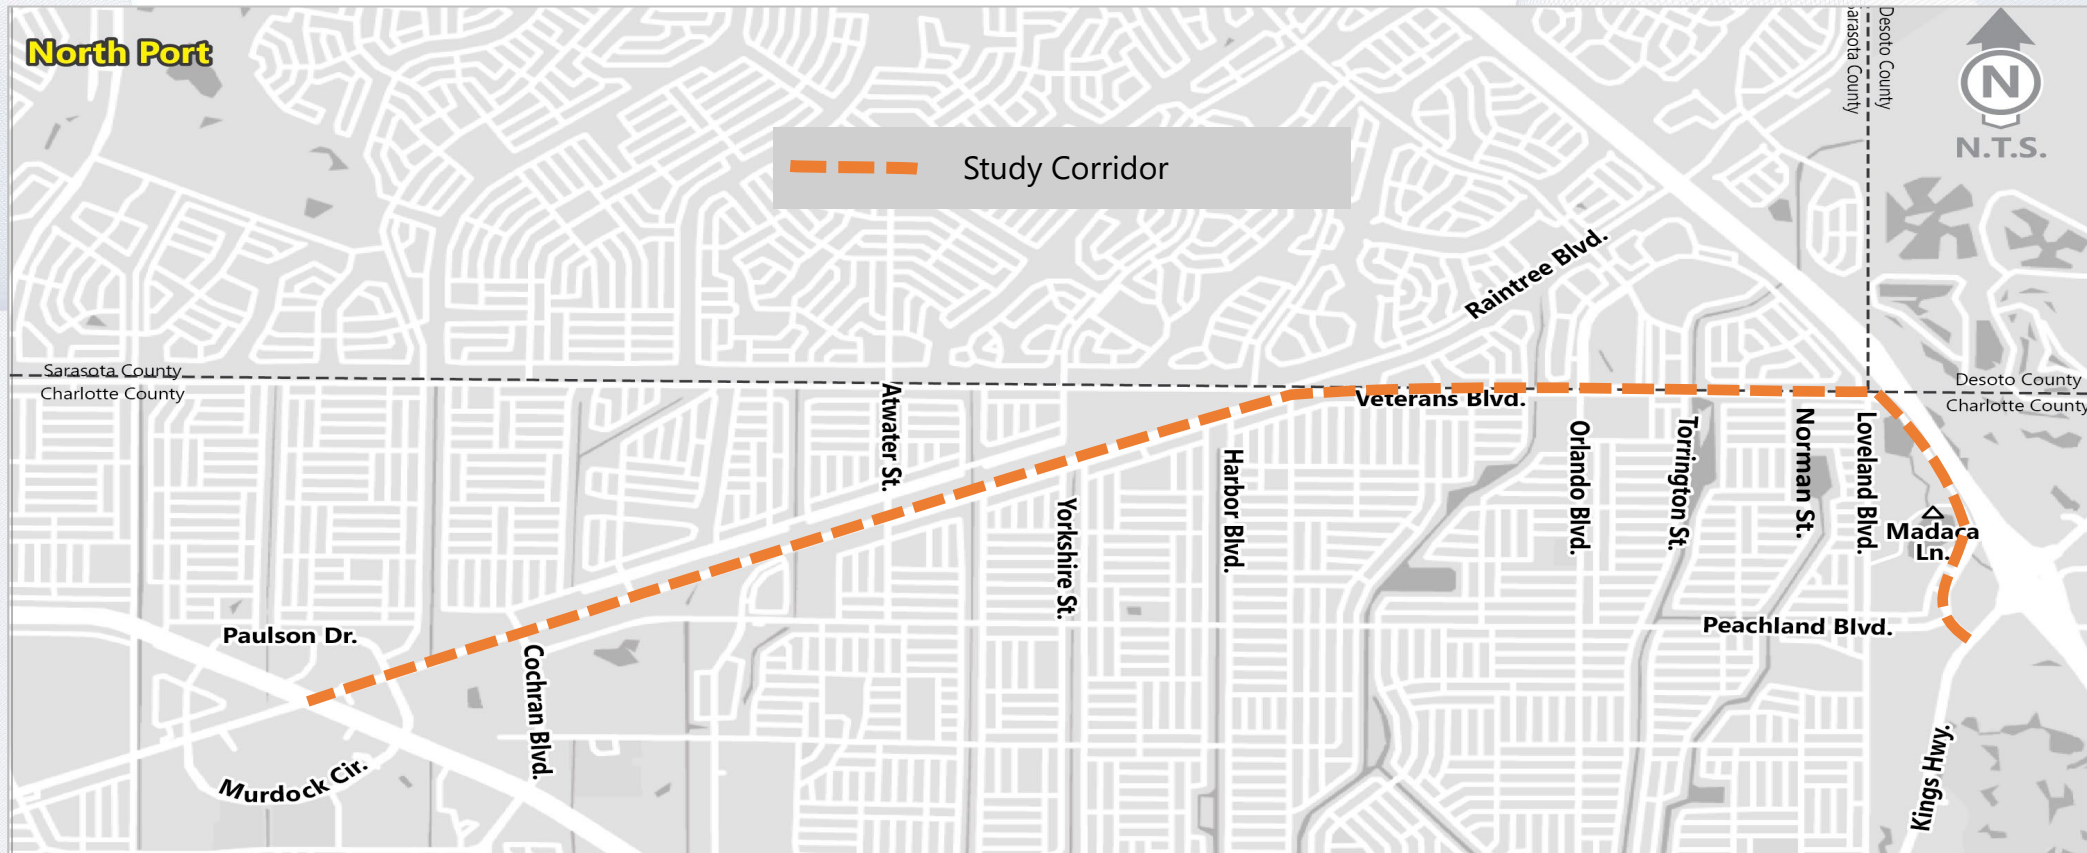 North Port
Sarasota County
Desoto County
N
N.T.S.
Study Corridor
Raintree Blvd.
Sarasota County
Charlotte County
Desoto County
Charlotte County
Veterans Blvd.
Atwater St.
Yorkshire St.
Harbor Blvd.
Orlando Blvd.
Torrington St.
Norman St.
Loveland Blvd.
Madaca
Ln.
Paulson Dr.
Peachland Blvd.
Cochran Blvd.
Murdock Cir.
Kings Hwy.